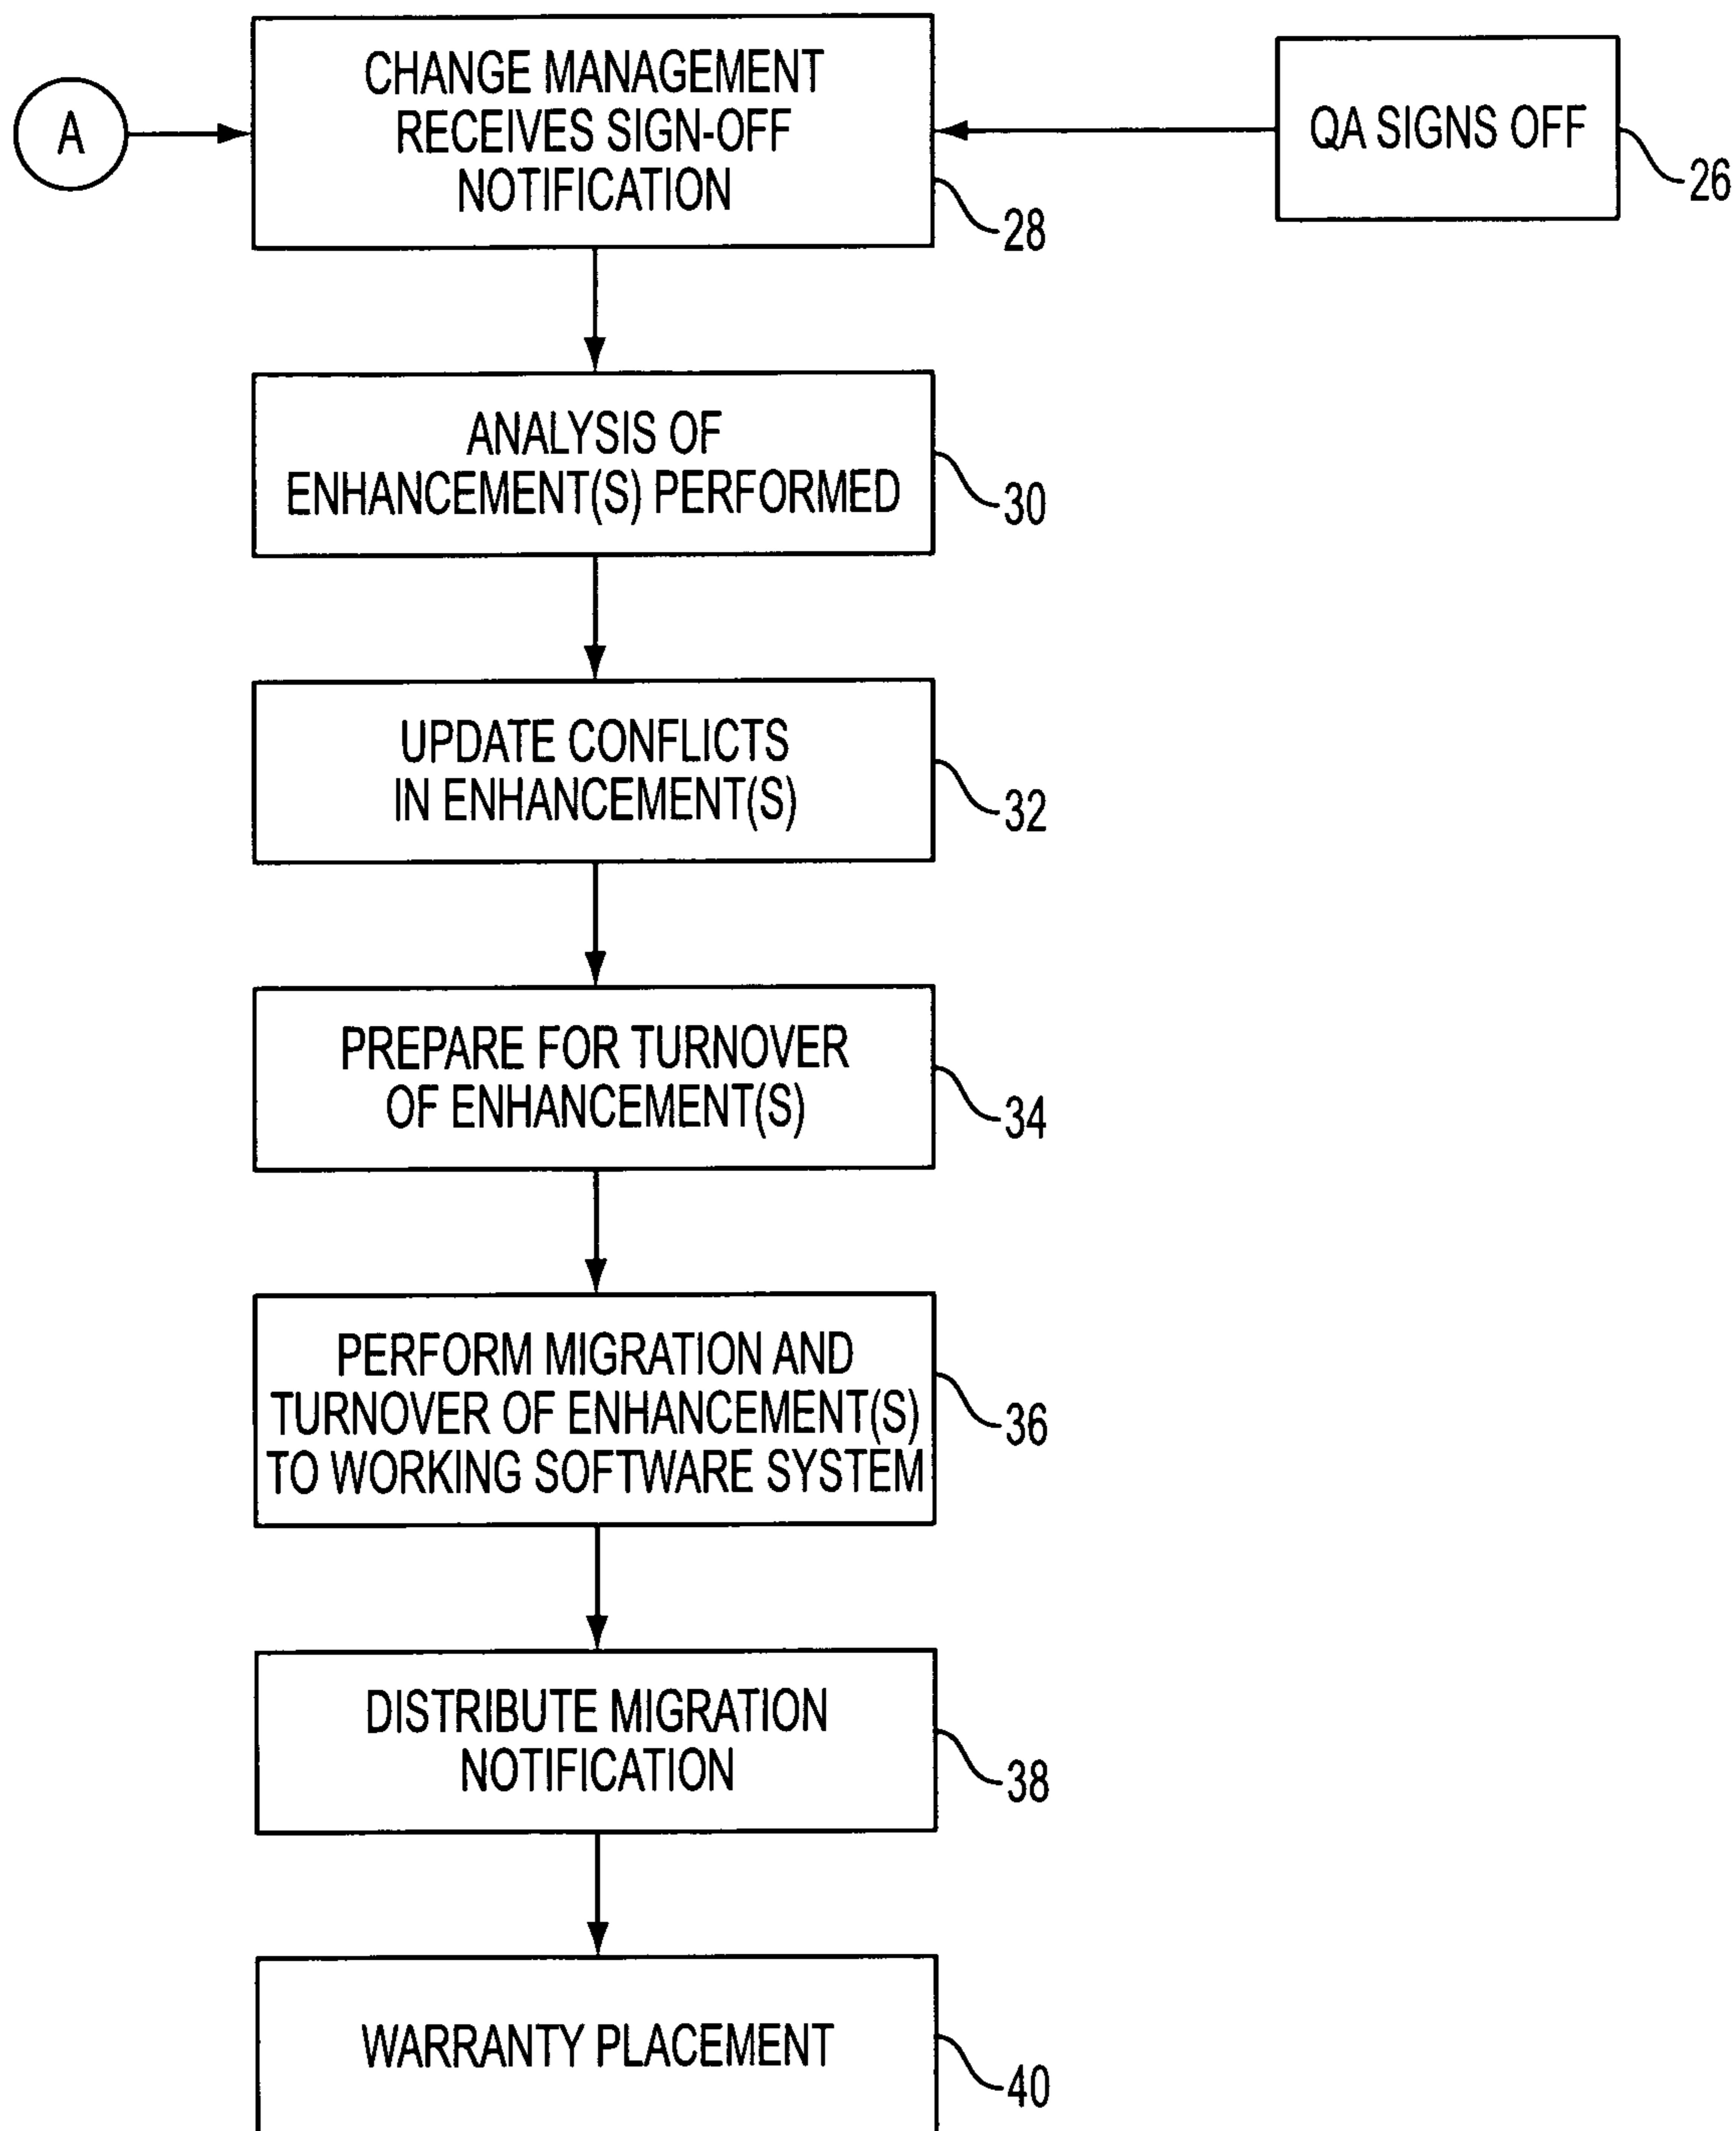 A
CHANGE MANAGEMENT
RECEIVES SIGN-OFF
NOTIFICATION
28
QA SIGNS OFF
26
ANALYSIS OF
ENHANCEMENT(S) PERFORMED
30
UPDATE CONFLICTS
IN ENHANCEMENT(S)
32
PREPARE FOR TURNOVER
OF ENHANCEMENT(S)
34
PERFORM MIGRATION AND
TURNOVER OF ENHANCEMENT(S)
TO WORKING SOFTWARE SYSTEM
36
DISTRIBUTE MIGRATION
NOTIFICATION
38
WARRANTY PLACEMENT
40